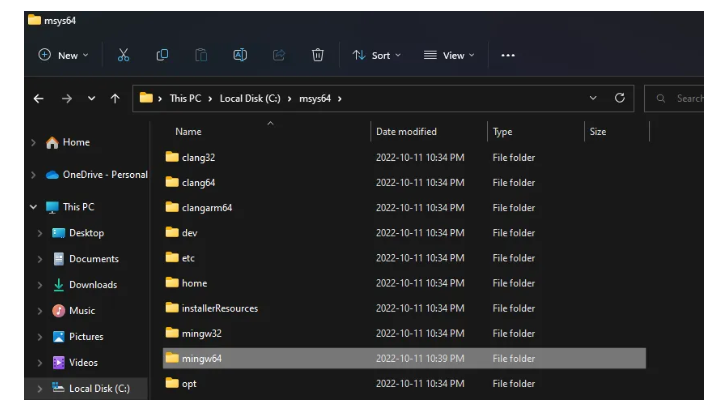 msys64
New
Sort
View
This PC > Local Disk (C:) > msys64 >
Search
Name Date modified Type Size
Home
OneDrive - Personal
This PC
Desktop
Documents
Downloads
Music
Pictures
Videos
Local Disk (C:)
clang32 2022-10-11 10:34 PM File folder
clang64 2022-10-11 10:34 PM File folder
clangarm64 2022-10-11 10:34 PM File folder
dev 2022-10-11 10:34 PM File folder
etc 2022-10-11 10:34 PM File folder
home 2022-10-11 10:34 PM File folder
installerResources 2022-10-11 10:34 PM File folder
mingw32 2022-10-11 10:34 PM File folder
mingw64 2022-10-11 10:39 PM File folder
opt 2022-10-11 10:34 PM File folder